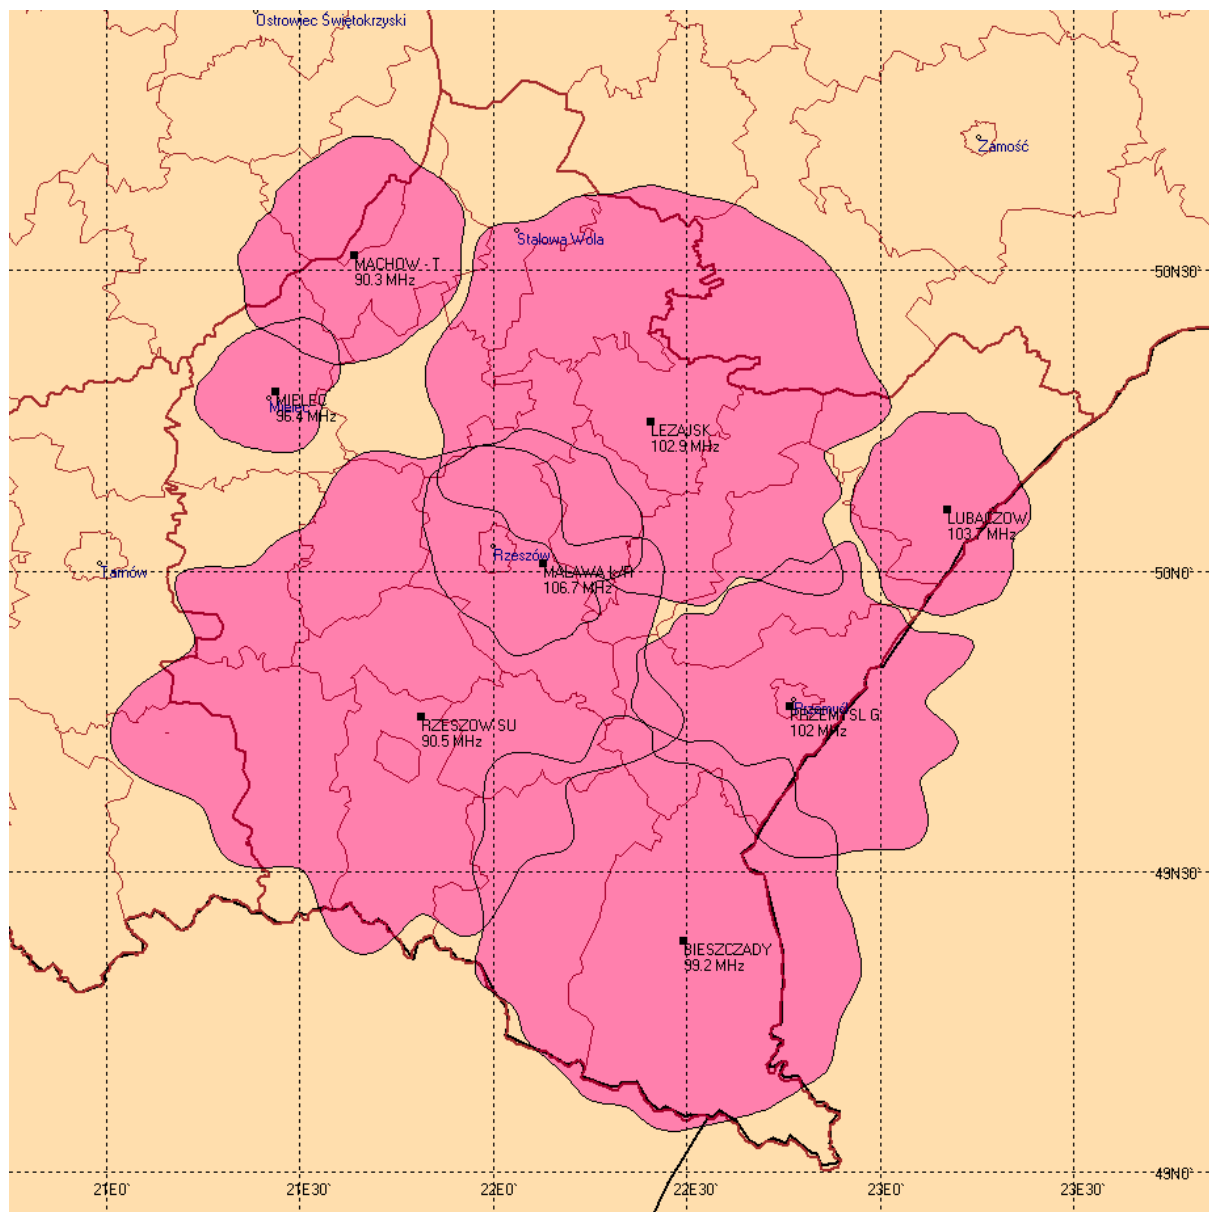 Ostrowiec Świętokrzyski
Zamość
Stalowa Wola
MACHOW - T
90.3 MHz
50N30'
MIELEC
Mielec
96.4 MHz
LEZAJSK
102.9 MHz
LUBACZOW
103.7 MHz
Rzeszów
Tarnów
MALAWA k/R
106.7 MHz
50N0'
Przemyśl
PRZEMYSL G
102 MHz
RZESZOW SU
90.5 MHz
49N30'
BIESZCZADY
99.2 MHz
49N0'
21E0' 21E30' 22E0' 22E30' 23E0' 23E30'